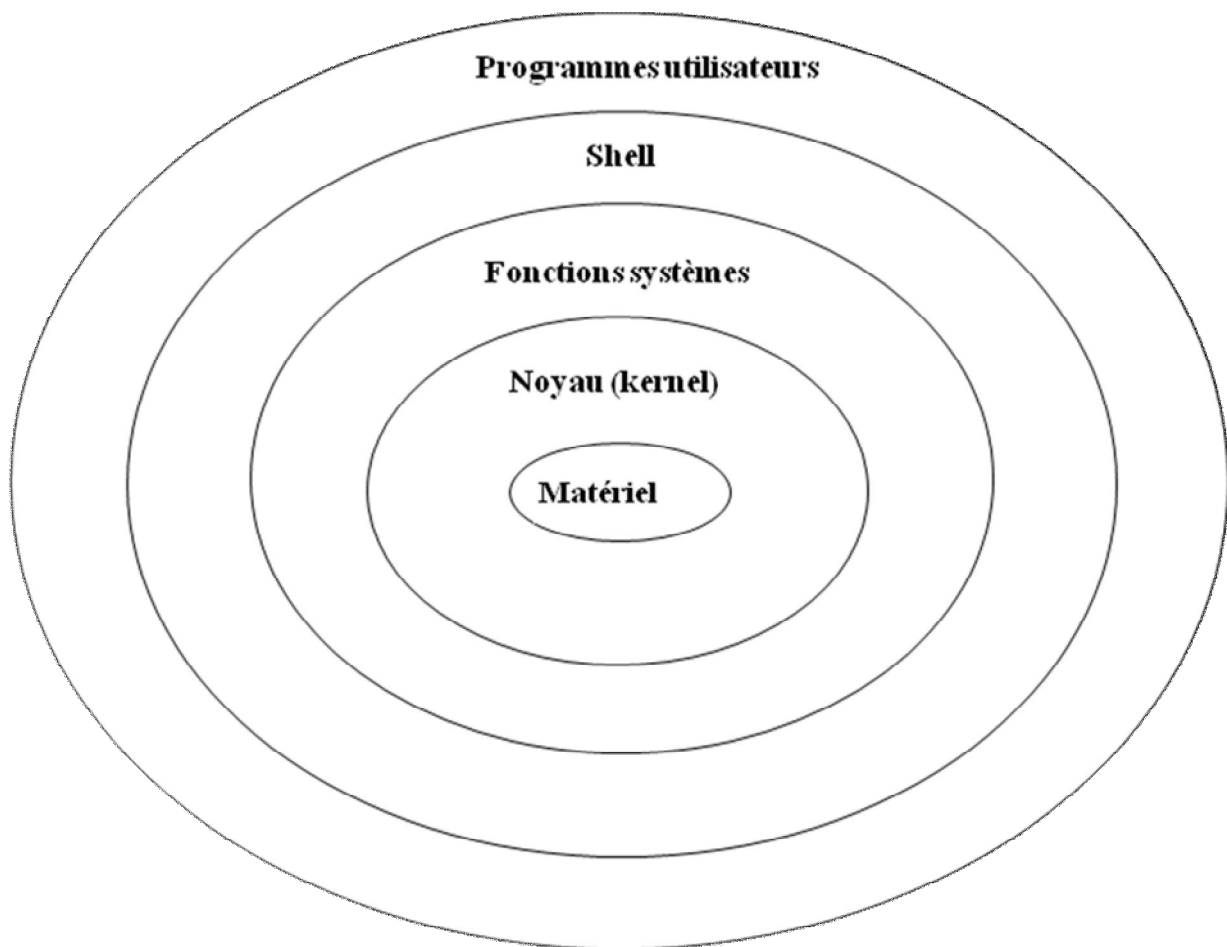 Programmes utilisateurs
Shell
Fonctions systèmes
Noyau (kernel)
Matériel